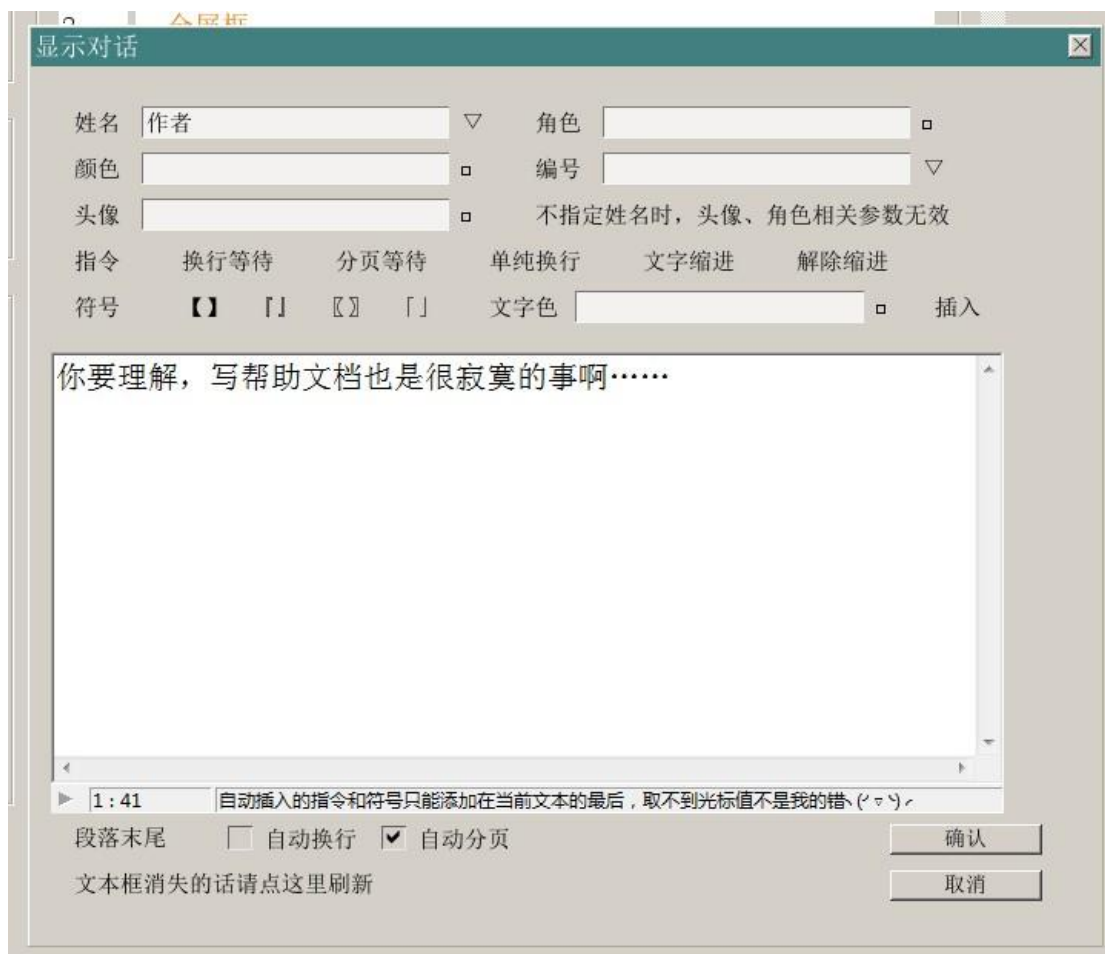 显示对话
姓名 作者 ▽ 角色
颜色 编号 ▽
头像 不指定姓名时，头像、角色相关参数无效
指令 换行等待 分页等待 单纯换行 文字缩进 解除缩进
符号 【】 『』 〖〗 「」 文字色 插入
你要理解，写帮助文档也是很寂寞的事啊……
1：41 自动插入的指令和符号只能添加在当前文本的最后，取不到光标值不是我的错
段落末尾 自动换行 自动分页 确认
文本框消失的话请点这里刷新 取消